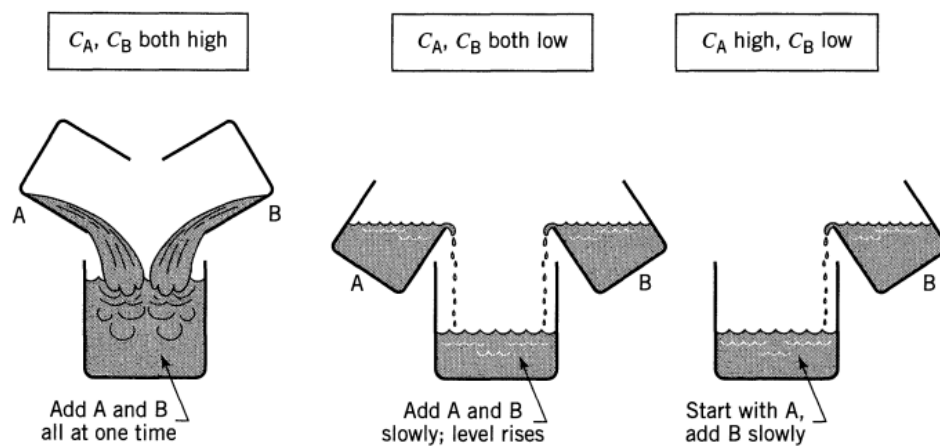 C_A, C_B both high
C_A, C_B both low
C_A high, C_B low
A
B
A
B
B
Add A and B
all at one time
Add A and B
slowly; level rises
Start with A,
add B slowly